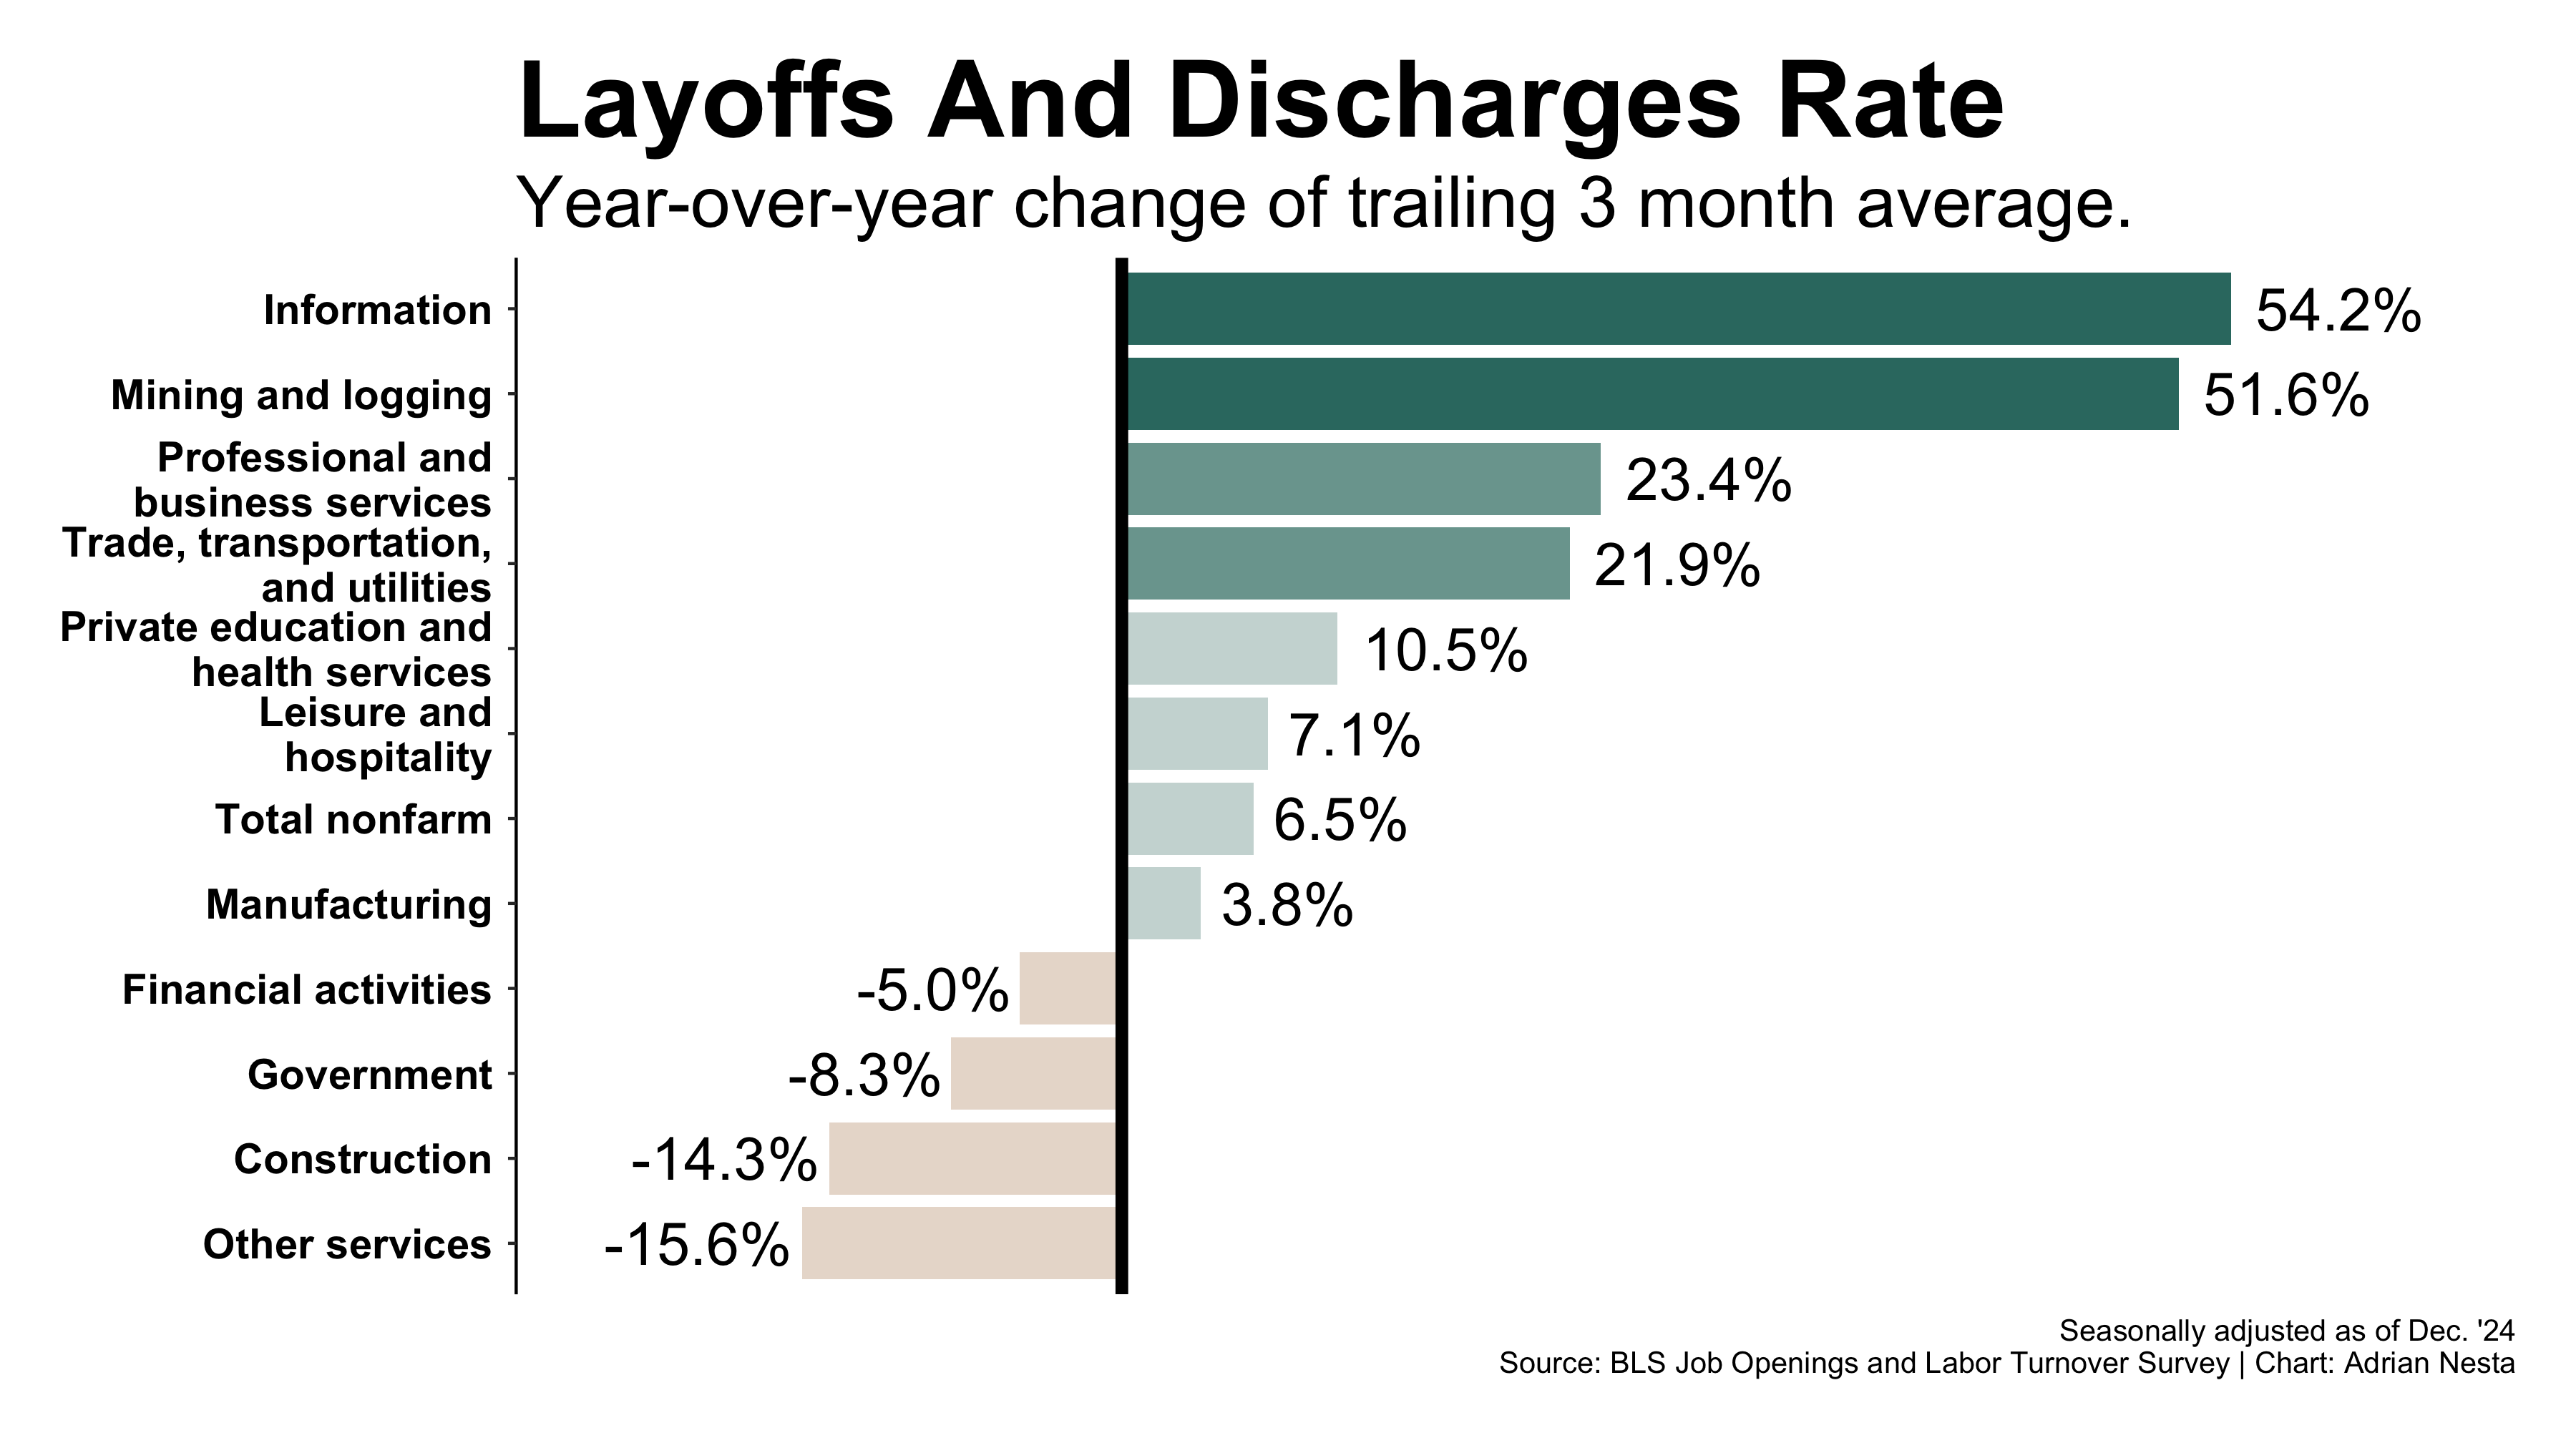 Layoffs And Discharges Rate
Year-over-year change of trailing 3 month average.
Information
54.2%
Mining and logging
51.6%
Professional and
business services
23.4%
Trade, transportation,
and utilities
21.9%
Private education and
health services
10.5%
Leisure and
hospitality
7.1%
Total nonfarm
6.5%
Manufacturing
3.8%
Financial activities
-5.0%
Government
-8.3%
Construction
-14.3%
Other services
-15.6%
Seasonally adjusted as of Dec. '24
Source: BLS Job Openings and Labor Turnover Survey | Chart: Adrian Nesta